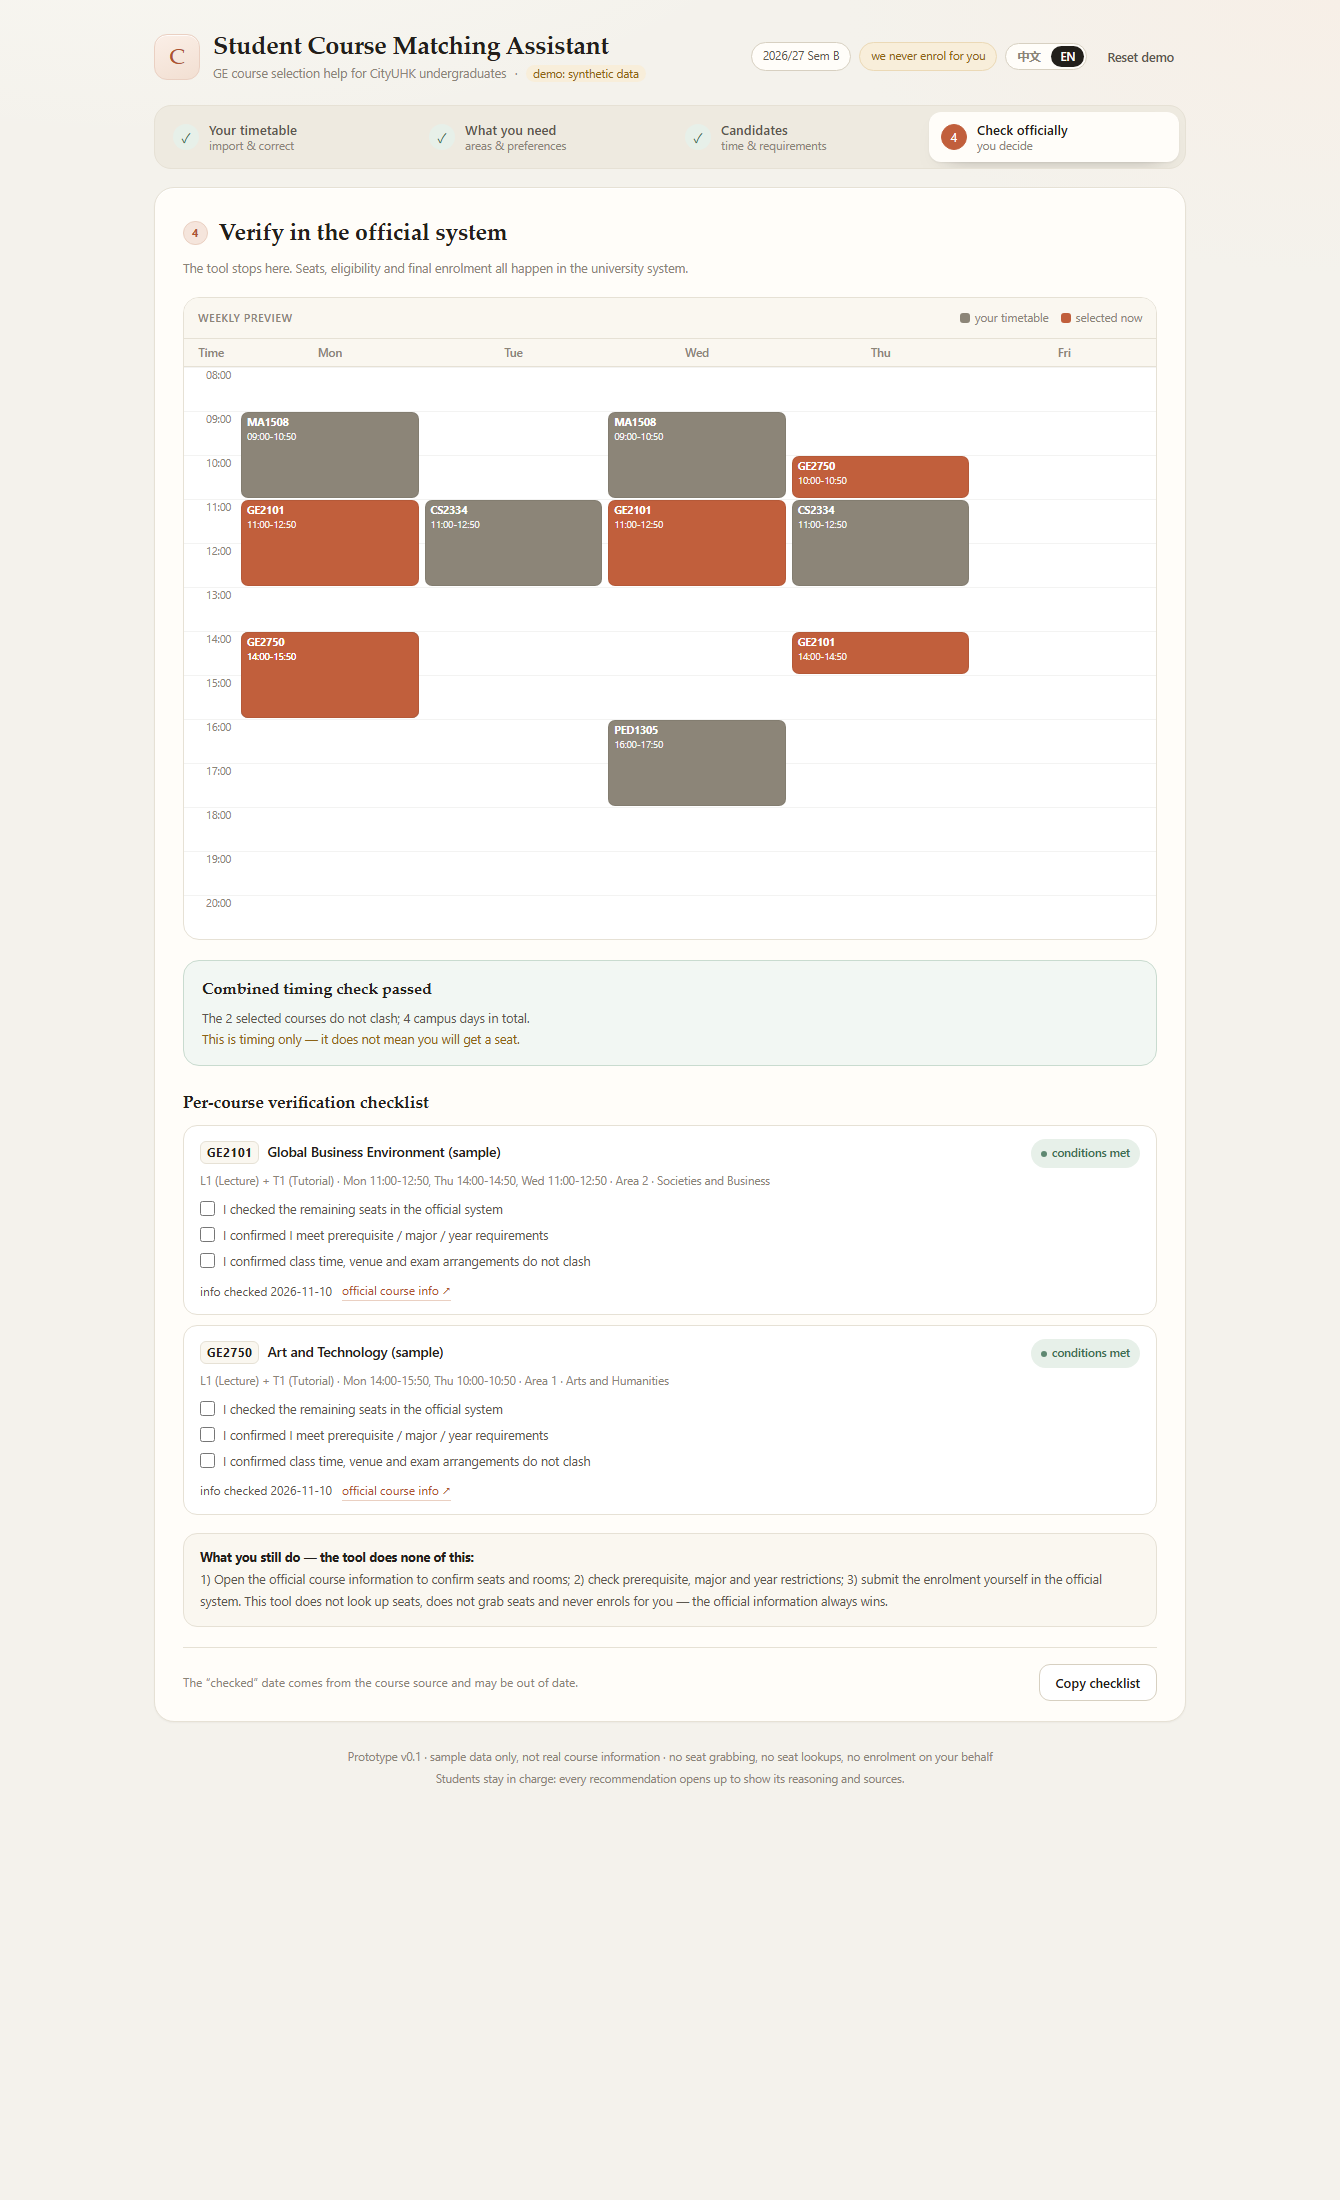 C
Student Course Matching Assistant
GE course selection help for CityUHK undergraduates · demo: synthetic data
2026/27 Sem B
we never enrol for you
中文 EN
Reset demo
✓ Your timetable
import & correct
✓ What you need
areas & preferences
✓ Candidates
time & requirements
4 Check officially
you decide
4 Verify in the official system
The tool stops here. Seats, eligibility and final enrolment all happen in the university system.
WEEKLY PREVIEW
your timetable selected now
Time Mon Tue Wed Thu Fri
08:00
09:00
MA1508
09:00-10:50
MA1508
09:00-10:50
10:00
GE2750
10:00-10:50
11:00
GE2101
11:00-12:50
CS2334
11:00-12:50
GE2101
11:00-12:50
CS2334
11:00-12:50
12:00
13:00
14:00
GE2750
14:00-15:50
GE2101
14:00-14:50
15:00
16:00
PED1305
16:00-17:50
17:00
18:00
19:00
20:00
Combined timing check passed
The 2 selected courses do not clash; 4 campus days in total.
This is timing only — it does not mean you will get a seat.
Per-course verification checklist
GE2101 Global Business Environment (sample)
conditions met
L1 (Lecture) + T1 (Tutorial) · Mon 11:00-12:50, Thu 14:00-14:50, Wed 11:00-12:50 · Area 2 · Societies and Business
I checked the remaining seats in the official system
I confirmed I meet prerequisite / major / year requirements
I confirmed class time, venue and exam arrangements do not clash
info checked 2026-11-10 official course info ↗
GE2750 Art and Technology (sample)
conditions met
L1 (Lecture) + T1 (Tutorial) · Mon 14:00-15:50, Thu 10:00-10:50 · Area 1 · Arts and Humanities
I checked the remaining seats in the official system
I confirmed I meet prerequisite / major / year requirements
I confirmed class time, venue and exam arrangements do not clash
info checked 2026-11-10 official course info ↗
What you still do — the tool does none of this:
1) Open the official course information to confirm seats and rooms; 2) check prerequisite, major and year restrictions; 3) submit the enrolment yourself in the official
system. This tool does not look up seats, does not grab seats and never enrols for you — the official information always wins.
The “checked” date comes from the course source and may be out of date.
Copy checklist
Prototype v0.1 · sample data only, not real course information · no seat grabbing, no seat lookups, no enrolment on your behalf
Students stay in charge: every recommendation opens up to show its reasoning and sources.